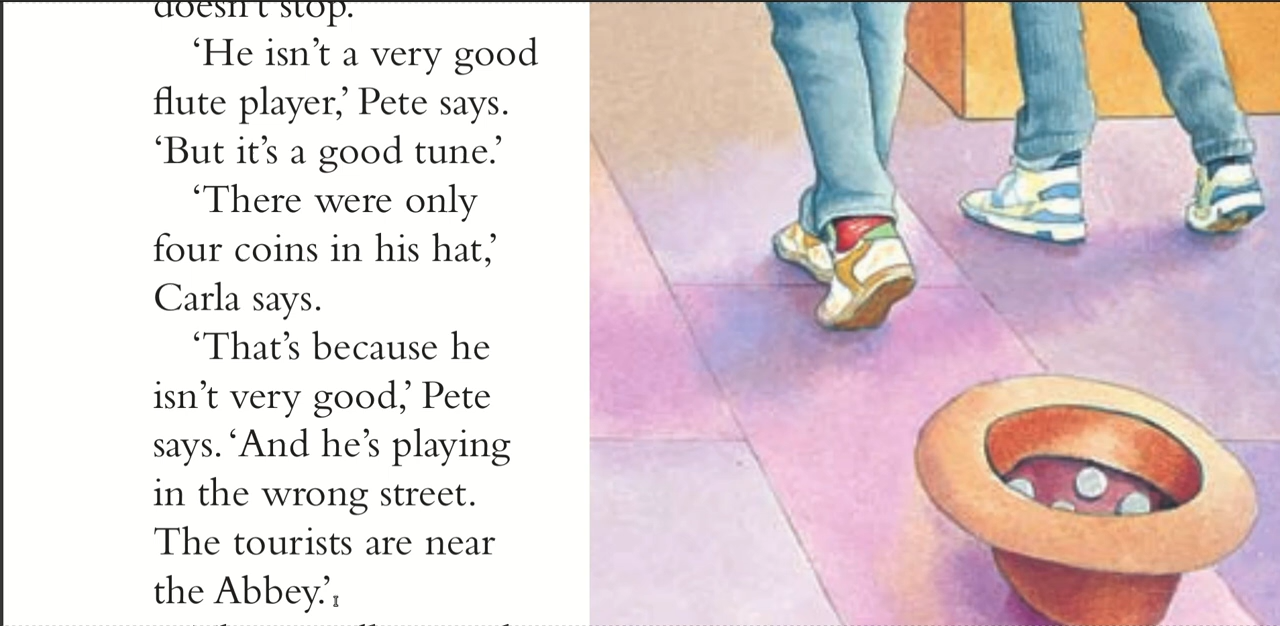 doesn't stop.
‘He isn’t a very good
flute player,’ Pete says.
‘But it’s a good tune.’
‘There were only
four coins in his hat,’
Carla says.
‘That’s because he
isn’t very good,’ Pete
says. ‘And he’s playing
in the wrong street.
The tourists are near
the Abbey.’